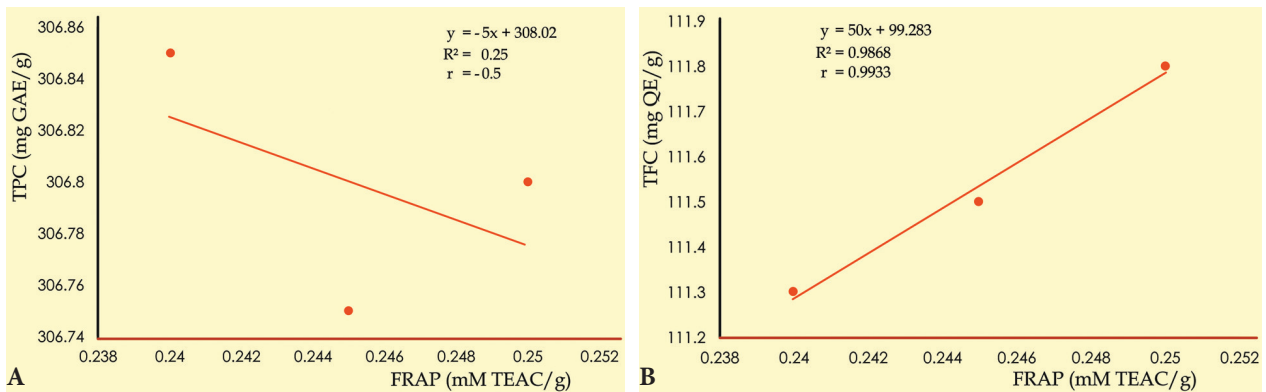 TPC (mg GAE/g)
306.86
306.84
306.82
306.8
306.78
306.76
306.74
y = -5x + 308.02
R² = 0.25
r = -0.5
0.238 0.24 0.242 0.244 0.246 0.248 0.25 0.252
FRAP (mM TEAC/g)
A
TFC (mg QE/g)
111.9
111.8
111.7
111.6
111.5
111.4
111.3
111.2
y = 50x + 99.283
R² = 0.9868
r = 0.9933
0.238 0.24 0.242 0.244 0.246 0.248 0.25 0.252
FRAP (mM TEAC/g)
B